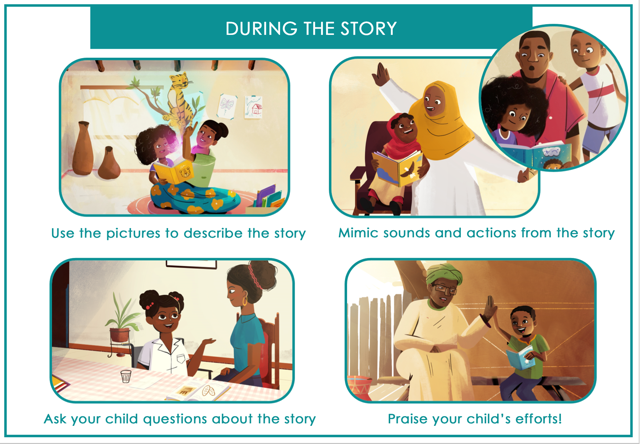 DURING THE STORY
Use the pictures to describe the story
Mimic sounds and actions from the story
Ask your child questions about the story
Praise your child's efforts!